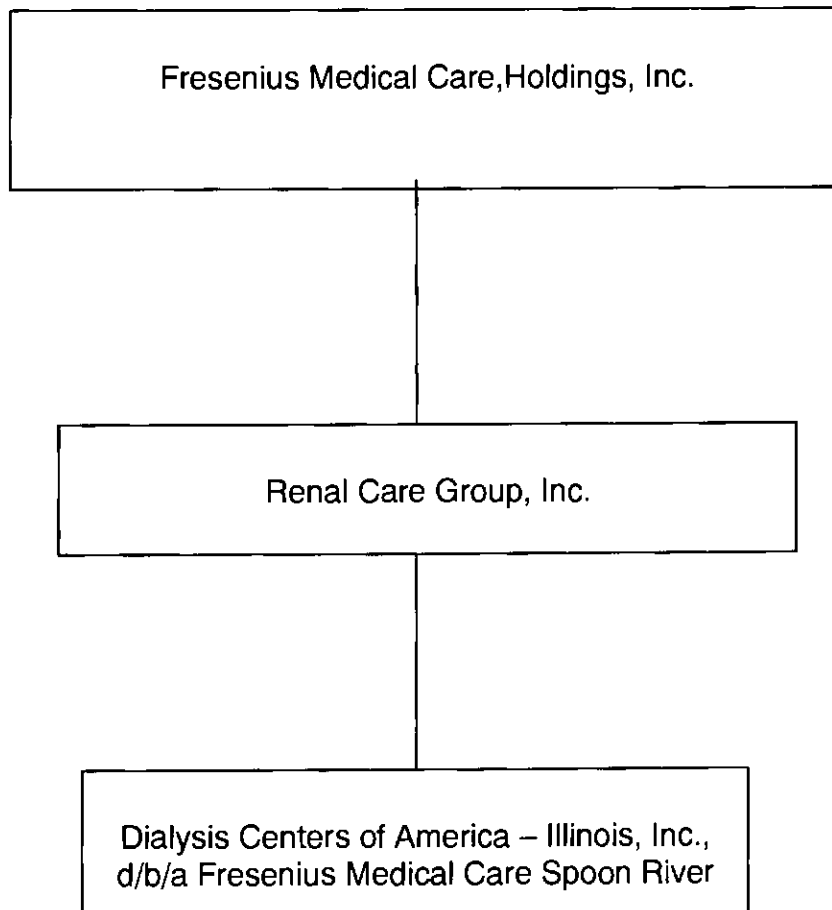 Fresenius Medical Care,Holdings, Inc.
Renal Care Group, Inc.
Dialysis Centers of America – Illinois, Inc.,
d/b/a Fresenius Medical Care Spoon River